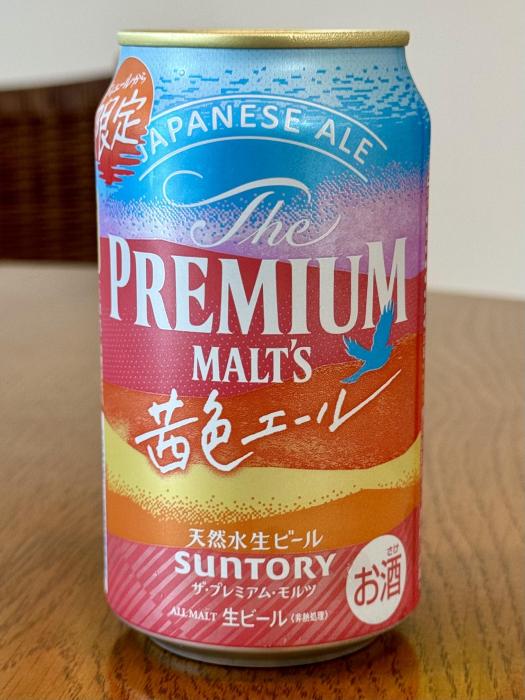 限定
JAPANESE ALE
The
PREMIUM
MALT'S
茜色エール
天然水生ビール
SUNTORY
ザ・プレミアム・モルツ
ALL MALT 生ビール(非熱処理)
さけ
お酒